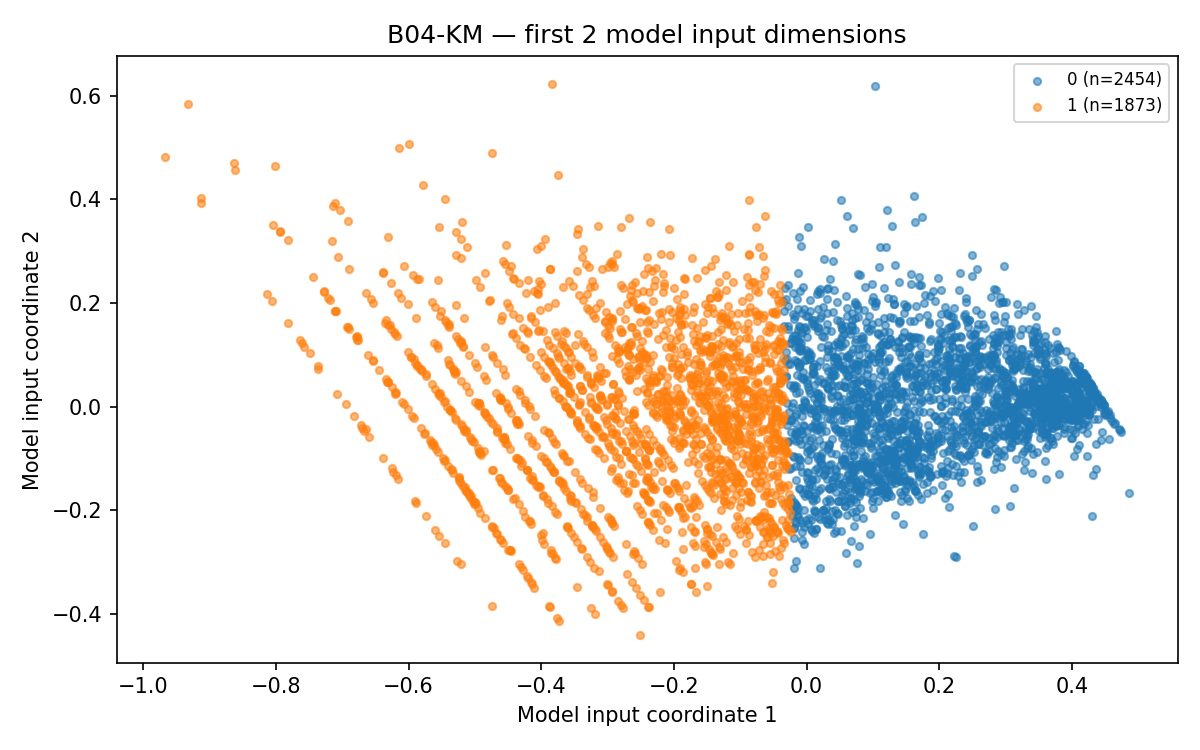 B04-KM — first 2 model input dimensions
0 (n=2454)
1 (n=1873)
0.6
0.4
0.2
0.0
−0.2
−0.4
Model input coordinate 2
−1.0 −0.8 −0.6 −0.4 −0.2 0.0 0.2 0.4
Model input coordinate 1